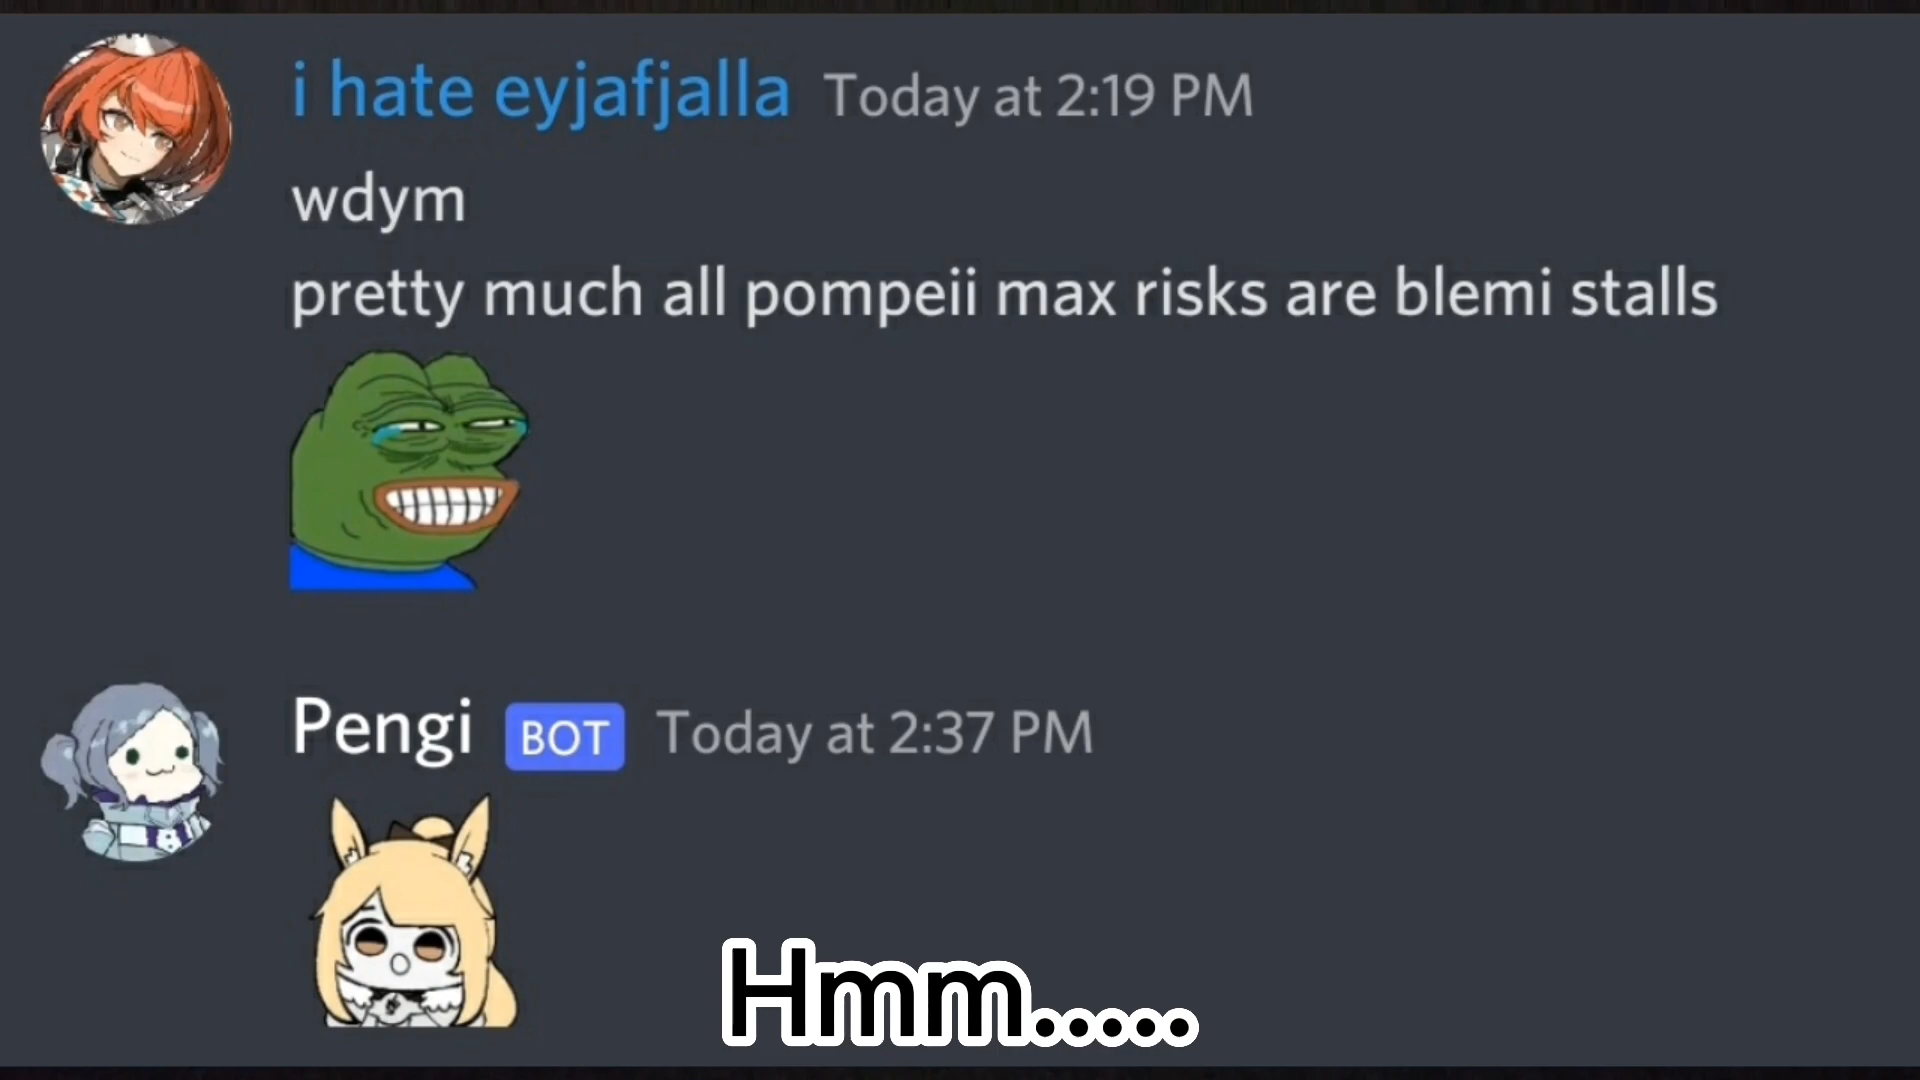 i hate eyjafjalla Today at 2:19 PM
wdym
pretty much all pompeii max risks are blemi stalls
Pengi BOT Today at 2:37 PM
Hmm.....